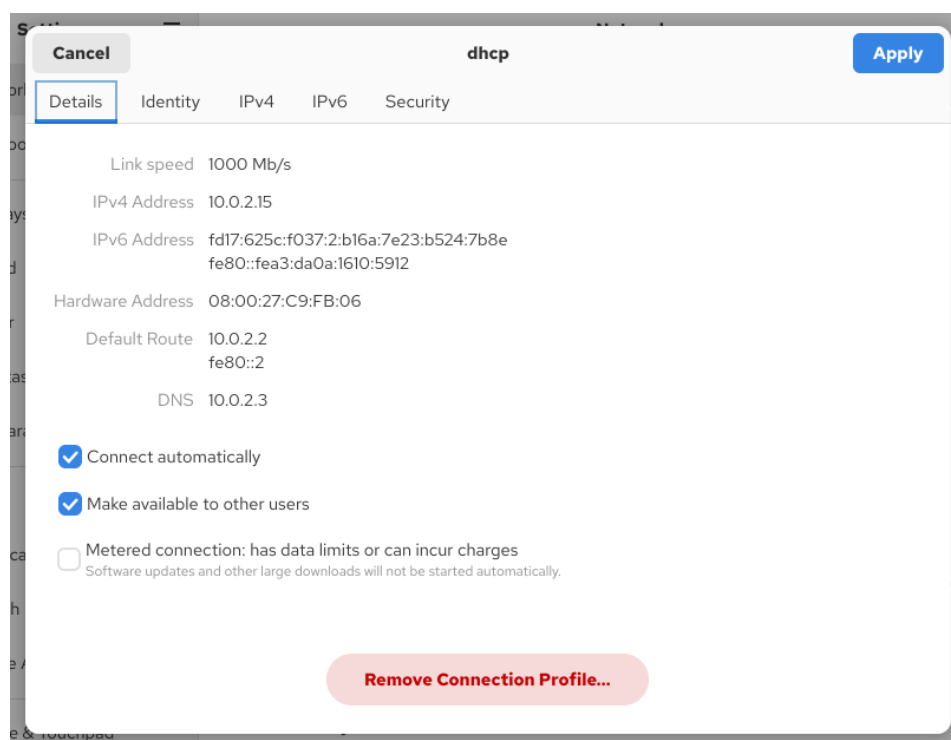 Cancel
dhcp
Apply
Details
Identity
IPv4
IPv6
Security
Link speed 1000 Mb/s
IPv4 Address 10.0.2.15
IPv6 Address fd17:625c:f037:2:b16a:7e23:b524:7b8e
fe80::fea3:da0a:1610:5912
Hardware Address 08:00:27:C9:FB:06
Default Route 10.0.2.2
fe80::2
DNS 10.0.2.3
Connect automatically
Make available to other users
Metered connection: has data limits or can incur charges
Software updates and other large downloads will not be started automatically.
Remove Connection Profile...